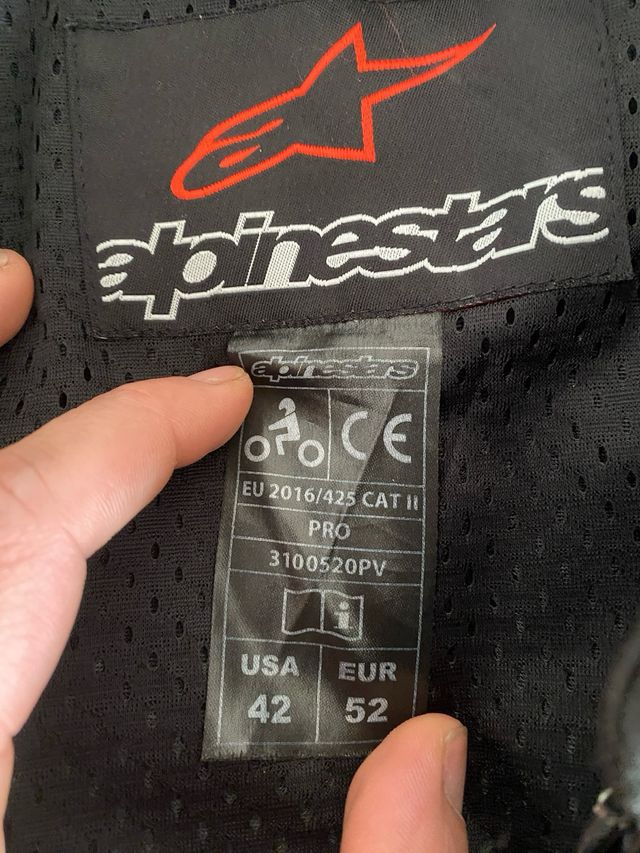 alpinestars
alpinestars
CE
EU 2016/425 CAT II
PRO
3100520PV
i
USA EUR
42 52